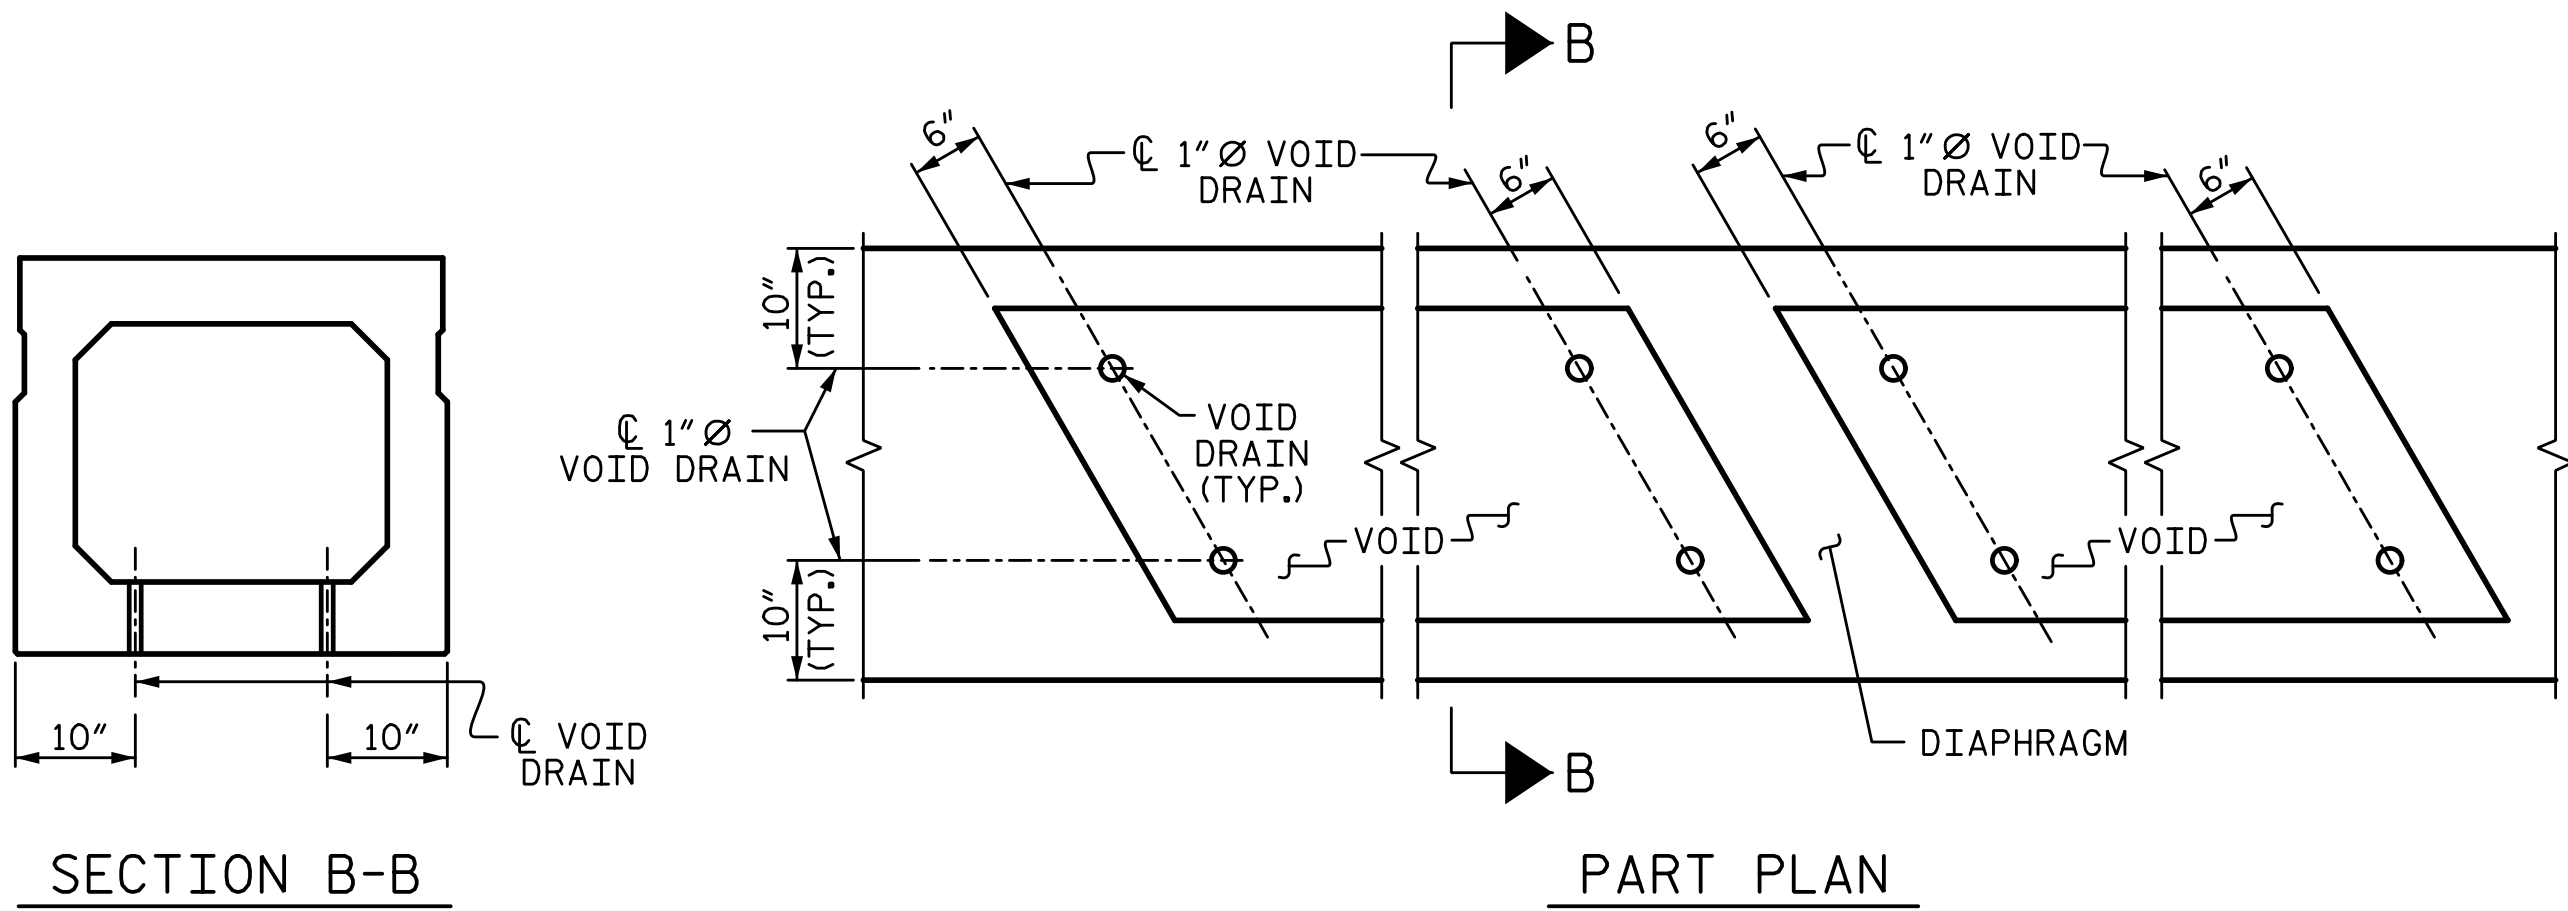 B
6"
℄ 1"Ø VOID
DRAIN
6"
6"
℄ 1"Ø VOID
DRAIN
6"
10"
(TYP.)
℄ 1"Ø
VOID DRAIN
VOID
DRAIN
(TYP.)
VOID
VOID
10"
(TYP.)
10"
10"
℄ VOID
DRAIN
DIAPHRAGM
B
SECTION B-B
PART PLAN